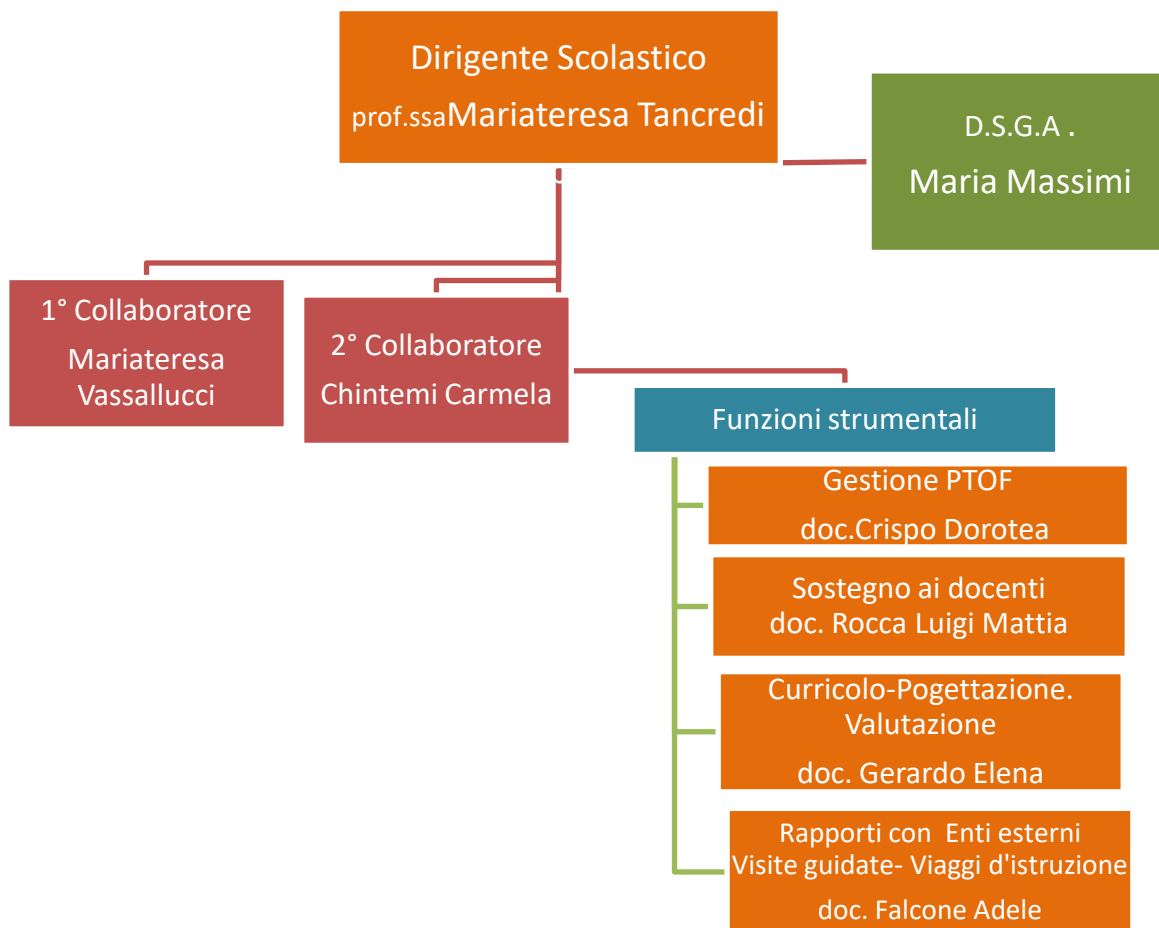 Dirigente Scolastico
prof.ssaMariateresa Tancredi
D.S.G.A .
Maria Massimi
1° Collaboratore
Mariateresa
Vassallucci
2° Collaboratore
Chintemi Carmela
Funzioni strumentali
Gestione PTOF
doc.Crispo Dorotea
Sostegno ai docenti
doc. Rocca Luigi Mattia
Curricolo-Pogettazione.
Valutazione
doc. Gerardo Elena
Rapporti con  Enti esterni
Visite guidate- Viaggi d'istruzione
doc. Falcone Adele